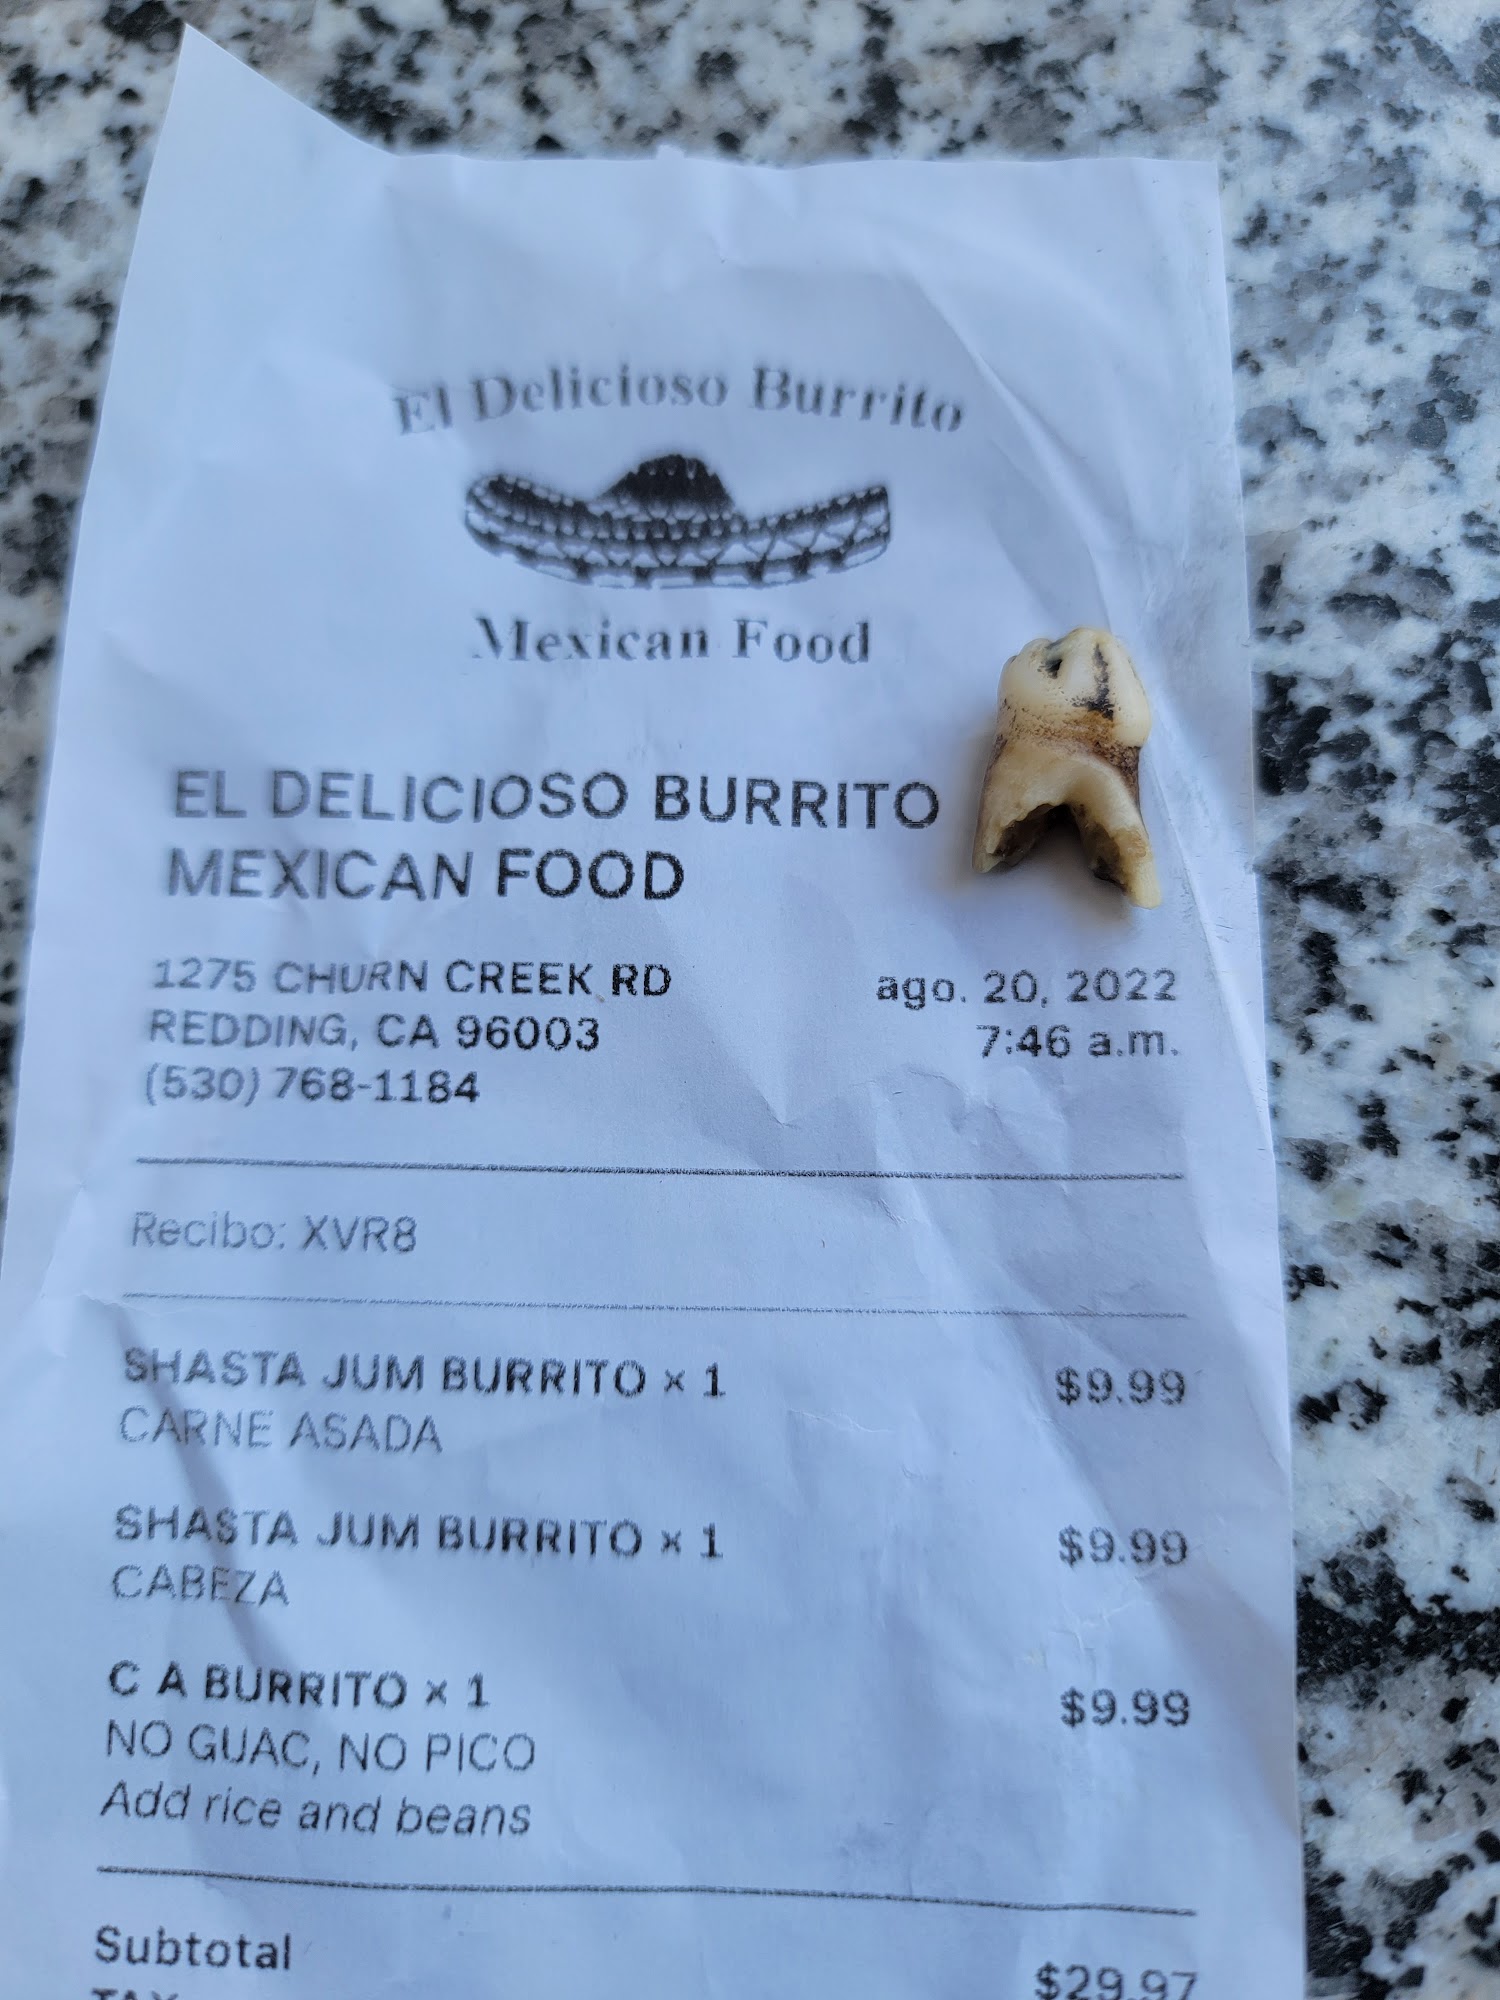 El Delicioso Burrito
Mexican Food
EL DELICIOSO BURRITO
MEXICAN FOOD
1275 CHURN CREEK RD
REDDING, CA 96003
(530) 768-1184
ago. 20, 2022
7:46 a.m.
Recibo: XVR8
SHASTA JUM BURRITO × 1 $9.99
CARNE ASADA
SHASTA JUM BURRITO × 1 $9.99
CABEZA
C A BURRITO × 1 $9.99
NO GUAC, NO PICO
Add rice and beans
Subtotal $29.97
TAX